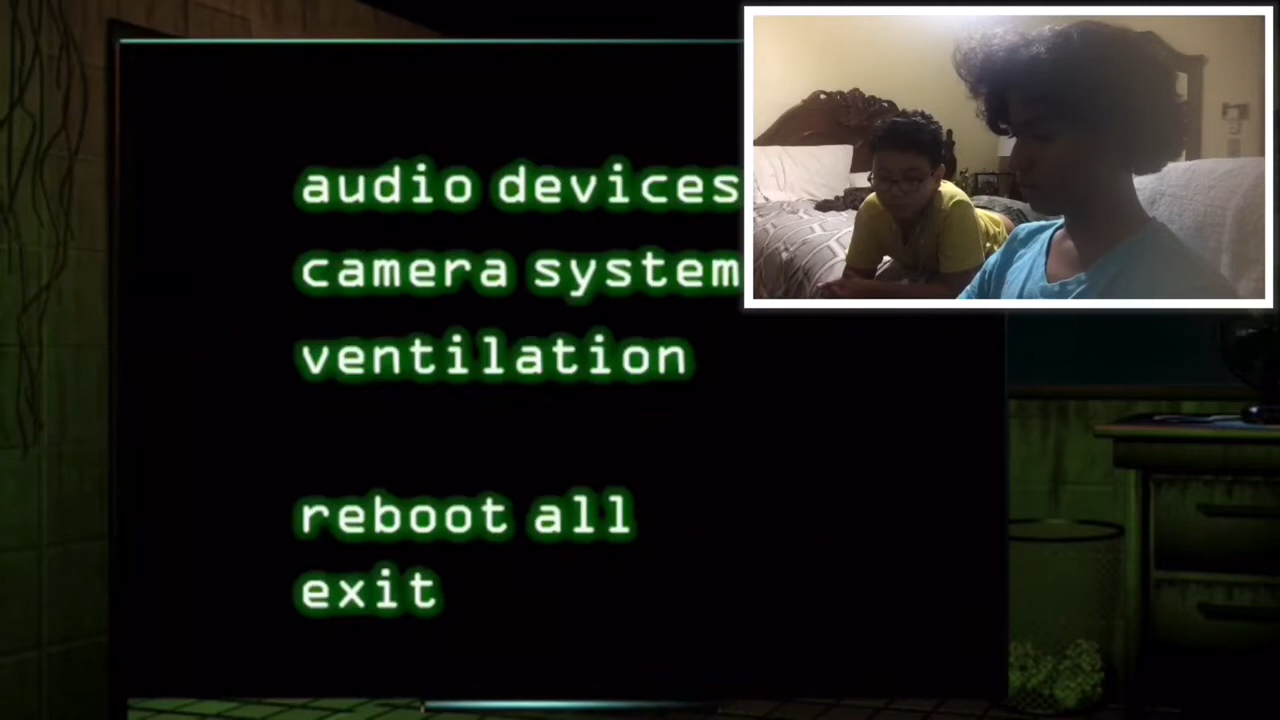 audio devices
camera system
ventilation
reboot all
exit